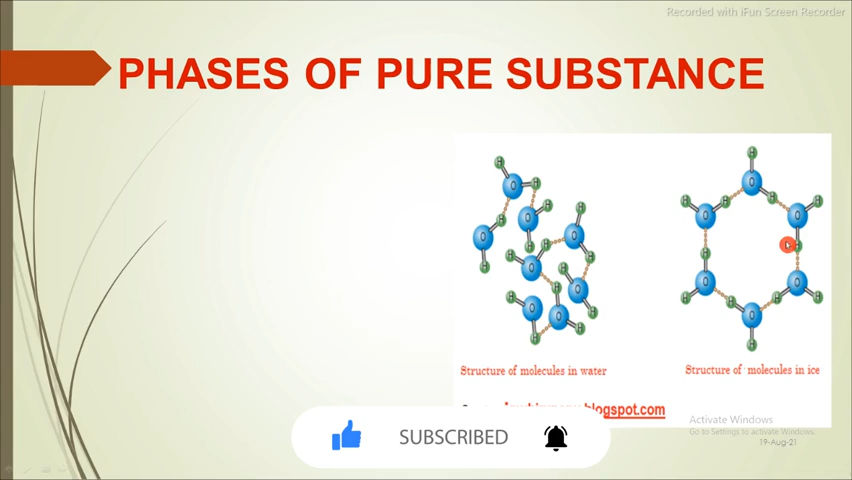 Recorded with iFun Screen Recorder
PHASES OF PURE SUBSTANCE
H
H
O
H
H
O
H
O
H
H
H
O
H
H
H
O
H
H
O
H
H
O
H
H
O
H
H
H
O
H
H
O
H
H
O
H
H
O
H
H
O
H
H
O
H
H
Structure of molecules in water
Structure of molecules in ice
blogspot.com
Activate Windows
Go to Settings to activate Windows.
19-Aug-21
SUBSCRIBED